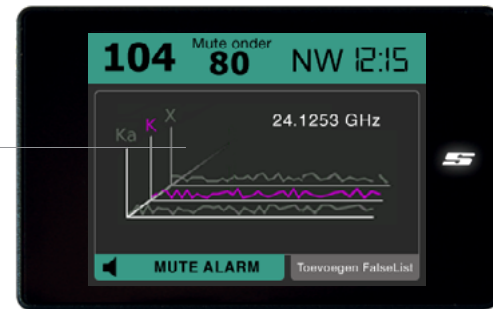 104 Mute onder 80 NW 12:15
X
K
Ka
24.1253 GHz
MUTE ALARM Toevoegen FalseList